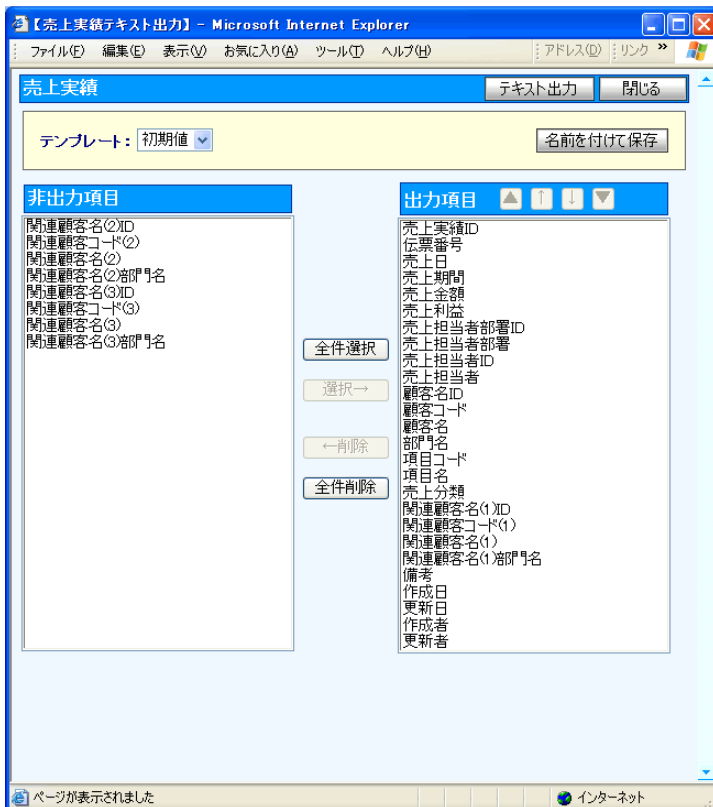 【売上実績テキスト出力】 - Microsoft Internet Explorer
ファイル(F) 編集(E) 表示(V) お気に入り(A) ツール(T) ヘルプ(H) アドレス(D) リンク »
売上実績 テキスト出力 閉じる
テンプレート: 初期値 名前を付けて保存
非出力項目
関連顧客名(2)ID
関連顧客コード(2)
関連顧客名(2)
関連顧客名(2)部門名
関連顧客名(3)ID
関連顧客コード(3)
関連顧客名(3)
関連顧客名(3)部門名
全件選択
選択→
←削除
全件削除
出力項目 ▲ ↑ ↓ ▼
売上実績ID
伝票番号
売上日
売上期間
売上金額
売上利益
売上担当者部署ID
売上担当者部署
売上担当者ID
売上担当者
顧客名ID
顧客コード
顧客名
部門名
項目コード
項目名
売上分類
関連顧客名(1)ID
関連顧客コード(1)
関連顧客名(1)
関連顧客名(1)部門名
備考
作成日
更新日
作成者
更新者
ページが表示されました インターネット